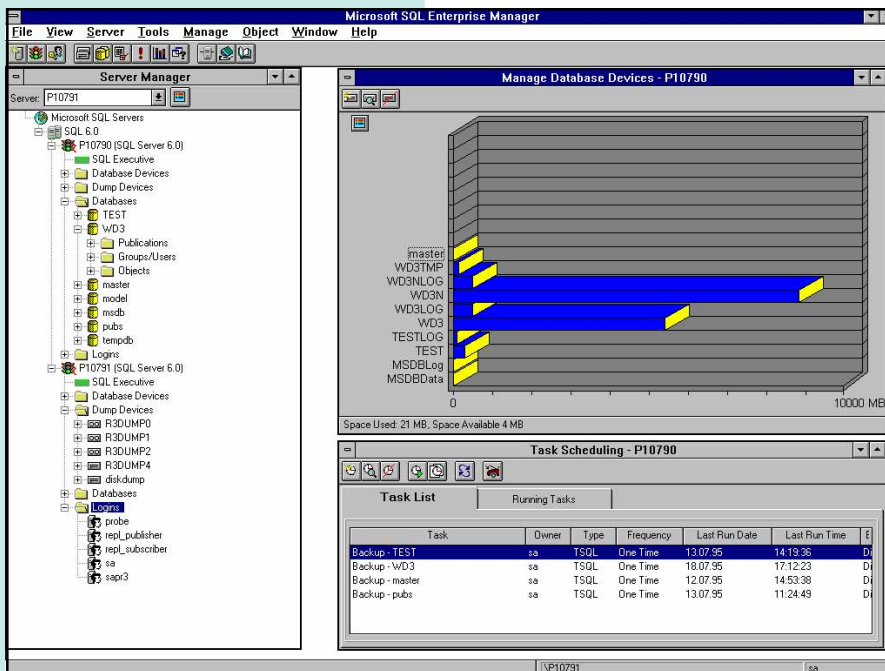 Microsoft SQL Enterprise Manager
File View Server Tools Manage Object Window Help
Server Manager
Server: P10791
Microsoft SQL Servers
SQL 6.0
P10790 (SQL Server 6.0)
SQL Executive
Database Devices
Dump Devices
Databases
TEST
WD3
Publications
Groups/Users
Objects
master
model
msdb
pubs
tempdb
Logins
P10791 (SQL Server 6.0)
SQL Executive
Database Devices
Dump Devices
R3DUMP0
R3DUMP1
R3DUMP2
R3DUMP4
diskdump
Databases
Logins
probe
repl_publisher
repl_subscriber
sa
sapr3
Manage Database Devices - P10790
master
WD3TMP
WD3NLOG
WD3N
WD3LOG
WD3
TESTLOG
TEST
MSDBLog
MSDBData
0 10000 MB
Space Used: 21 MB, Space Available 4 MB
Task Scheduling - P10790
Task List Running Tasks
Task Owner Type Frequency Last Run Date Last Run Time E
Backup - TEST sa TSQL One Time 13.07.95 14:19:36 Di
Backup - WD3 sa TSQL One Time 18.07.95 17:12:23 Di
Backup - master sa TSQL One Time 12.07.95 14:53:38 Di
Backup - pubs sa TSQL One Time 13.07.95 11:24:49 Di
\P10791 sa